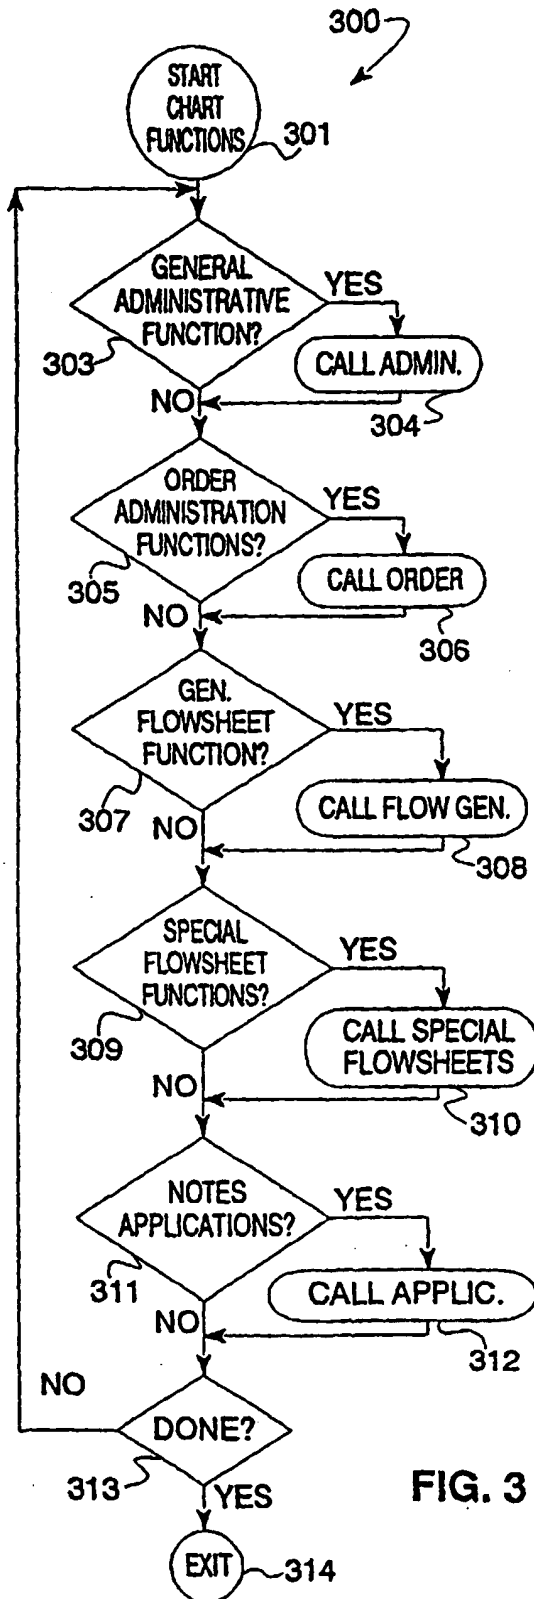 300
START
CHART
FUNCTIONS
301
GENERAL
ADMINISTRATIVE
FUNCTION?
YES
303
CALL ADMIN.
NO
304
ORDER
ADMINISTRATION
FUNCTIONS?
YES
305
CALL ORDER
NO
306
GEN.
FLOWSHEET
FUNCTION?
YES
307
CALL FLOW GEN.
NO
308
SPECIAL
FLOWSHEET
FUNCTIONS?
YES
309
CALL SPECIAL
FLOWSHEETS
NO
310
NOTES
APPLICATIONS?
YES
311
CALL APPLIC.
NO
312
NO
DONE?
313
YES
FIG. 3
EXIT
314